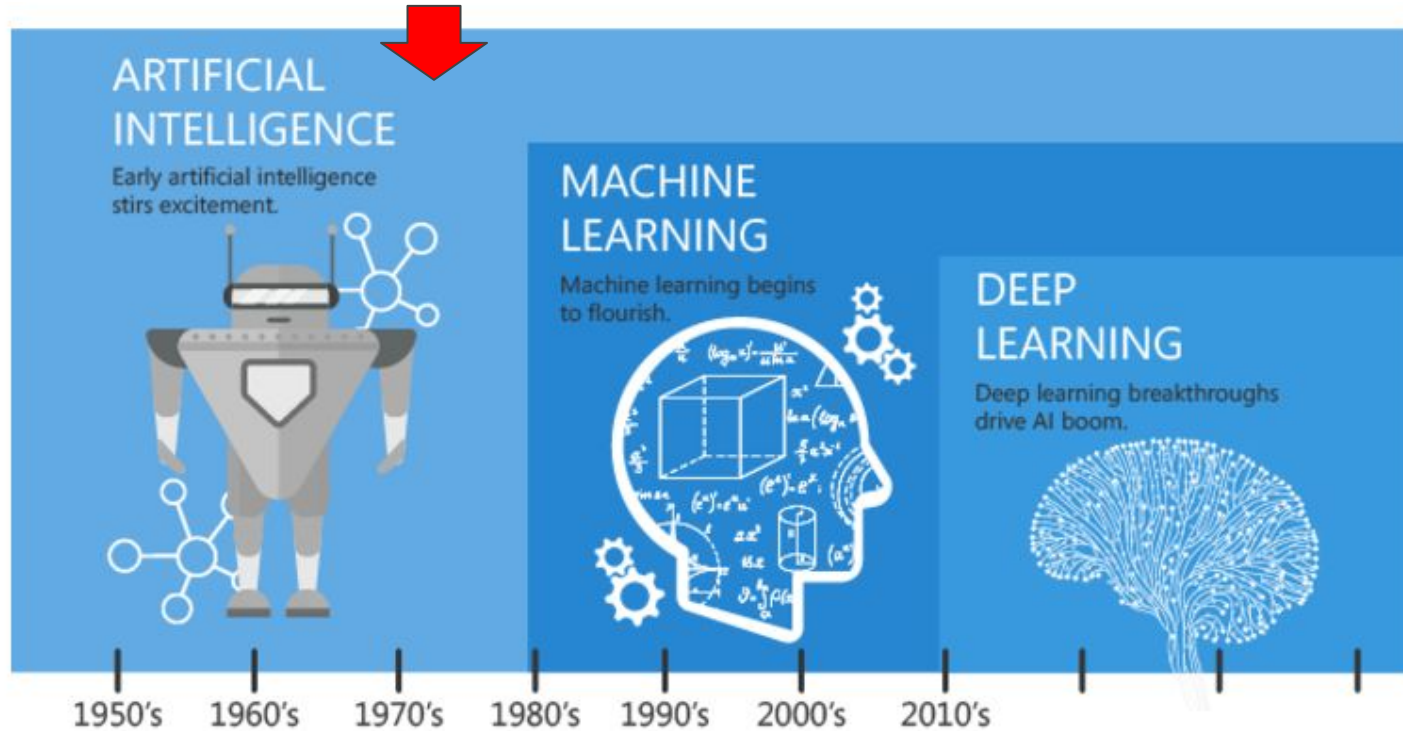 ARTIFICIAL
INTELLIGENCE
Early artificial intelligence
stirs excitement.
MACHINE
LEARNING
Machine learning begins
to flourish.
DEEP
LEARNING
Deep learning breakthroughs
drive AI boom.
1950's 1960's 1970's 1980's 1990's 2000's 2010's